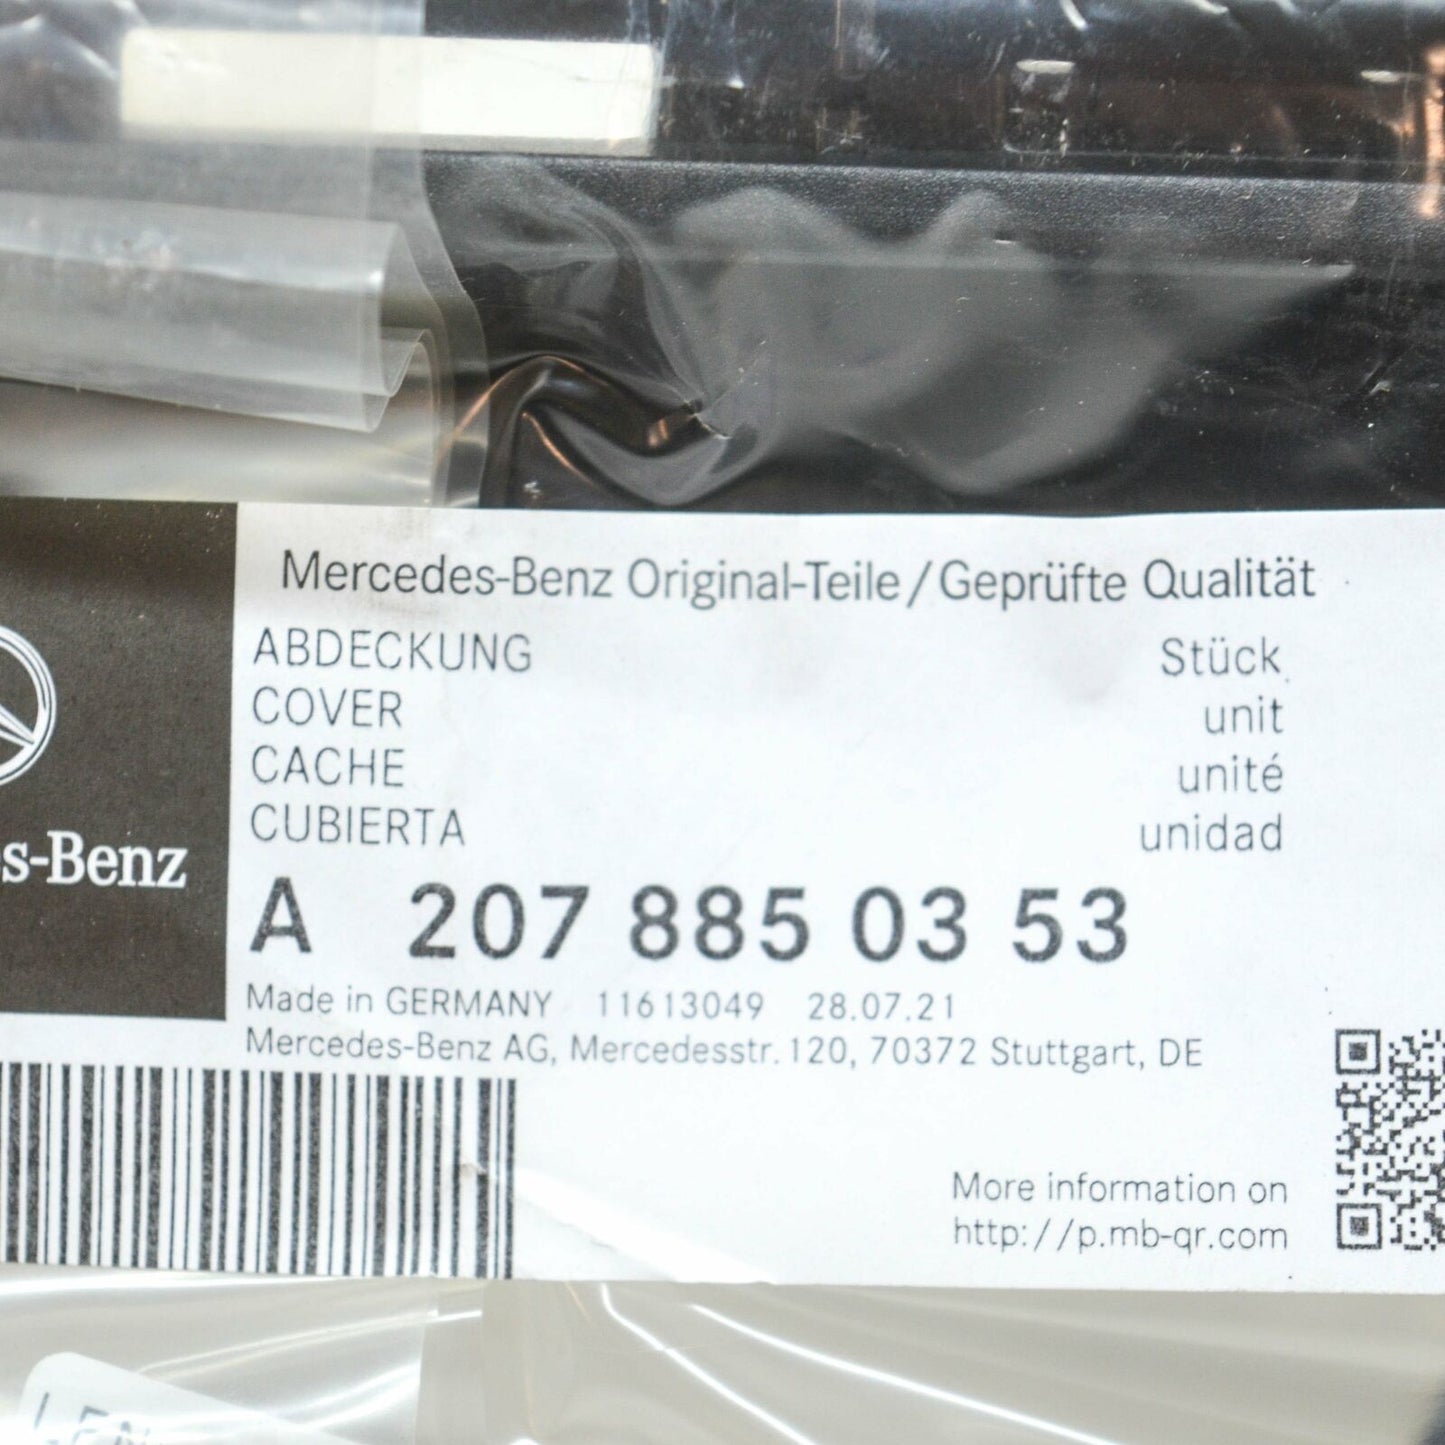 Mercedes-Benz Original-Teile/Geprüfte Qualität
ABDECKUNG Stück
COVER unit
CACHE unité
CUBIERTA unidad
s-Benz
A 207 885 03 53
Made in GERMANY 11613049 28.07.21
Mercedes-Benz AG, Mercedesstr. 120, 70372 Stuttgart, DE
More information on
http://p.mb-qr.com